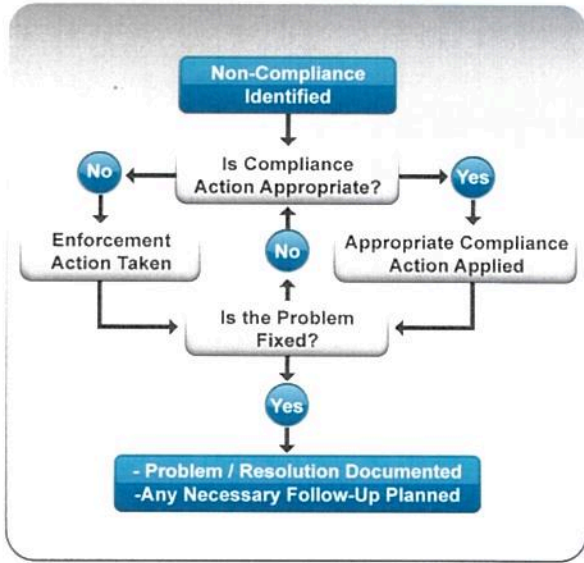 Non-Compliance
Identified
Is Compliance
Action Appropriate?
No
Yes
Enforcement
Action Taken
No
Appropriate Compliance
Action Applied
Is the Problem
Fixed?
Yes
- Problem / Resolution Documented
-Any Necessary Follow-Up Planned